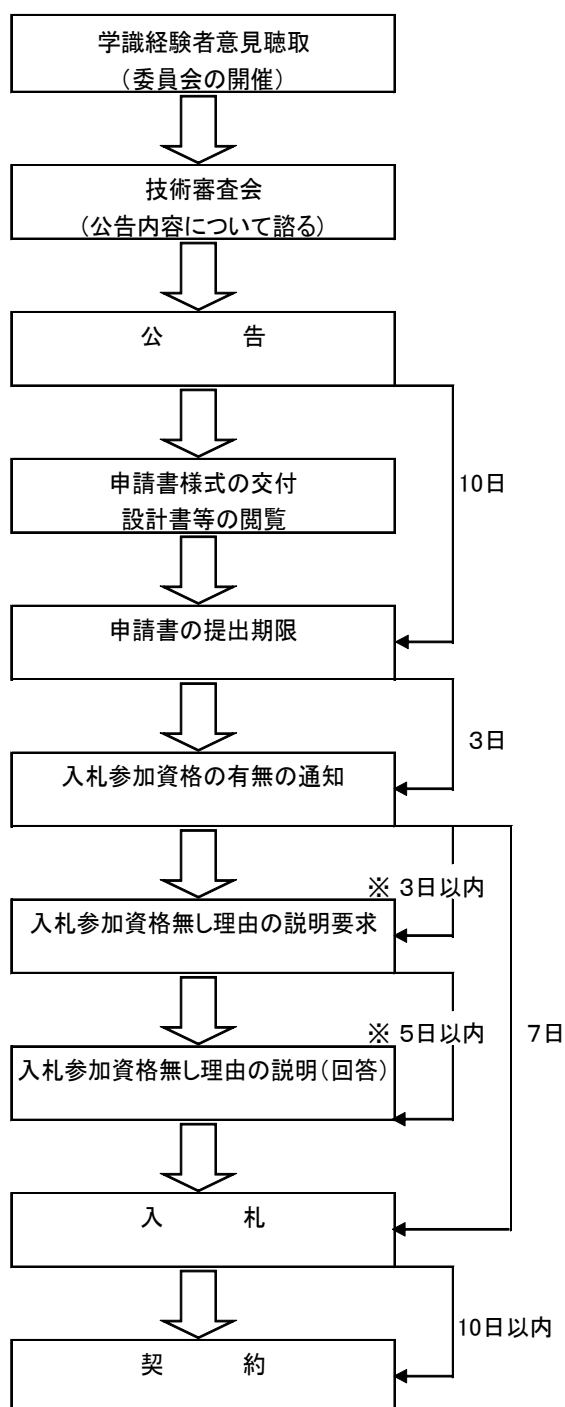 学識経験者意見聴取
（委員会の開催）
技術審査会
（公告内容について諮る）
公　　　告
申請書様式の交付
設計書等の閲覧
10日
申請書の提出期限
３日
入札参加資格の有無の通知
※ ３日以内
入札参加資格無し理由の説明要求
※ ５日以内
７日
入札参加資格無し理由の説明（回答）
入　　　札
10日以内
契　　　約